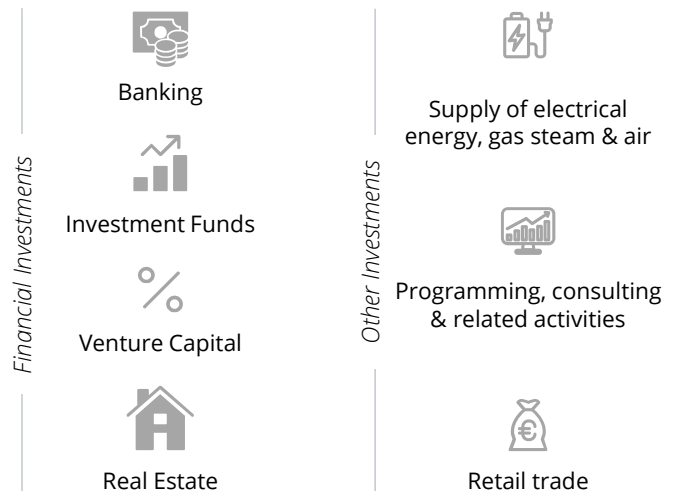 Financial Investments
Banking
Investment Funds
Venture Capital
Real Estate
Other Investments
Supply of electrical
energy, gas steam & air
Programming, consulting
& related activities
€
Retail trade